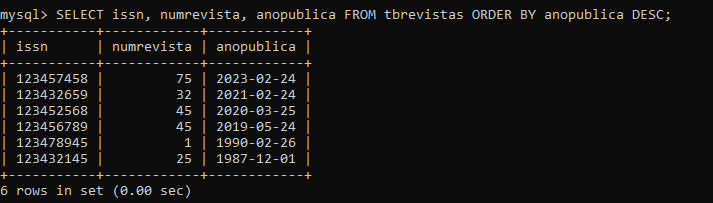 mysql> SELECT issn, numrevista, anopublica FROM tbrevistas ORDER BY anopublica DESC;
+-----------+------------+------------+
| issn      | numrevista | anopublica |
+-----------+------------+------------+
| 123457458 |         75 | 2023-02-24 |
| 123432659 |         32 | 2021-02-24 |
| 123452568 |         45 | 2020-03-25 |
| 123456789 |         45 | 2019-05-24 |
| 123478945 |          1 | 1990-02-26 |
| 123432145 |         25 | 1987-12-01 |
+-----------+------------+------------+
6 rows in set (0.00 sec)